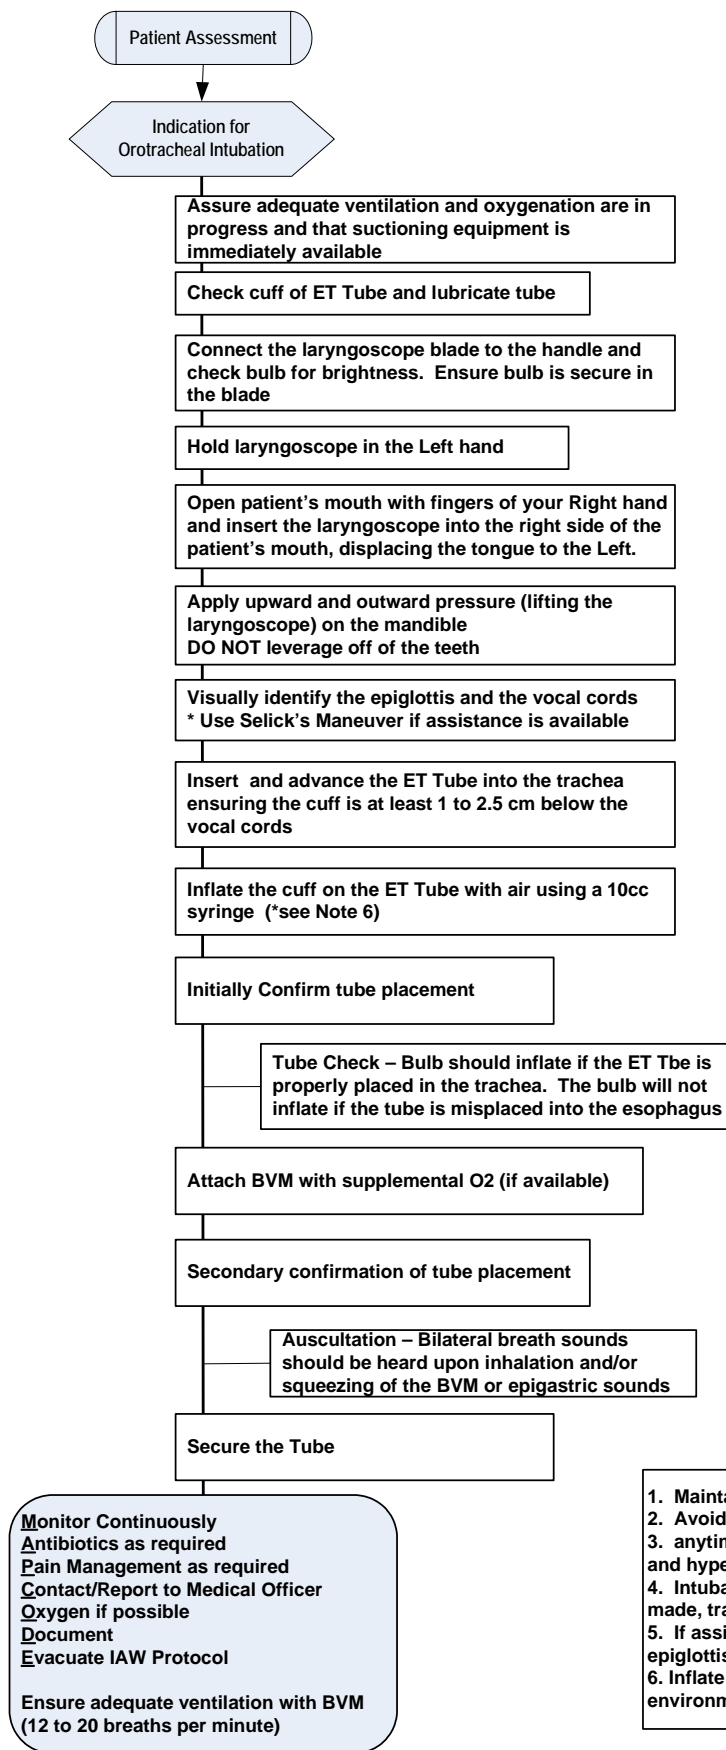 Patient Assessment
Indication for
Orotracheal Intubation
Assure adequate ventilation and oxygenation are in
progress and that suctioning equipment is
immediately available
Check cuff of ET Tube and lubricate tube
Connect the laryngoscope blade to the handle and
check bulb for brightness.  Ensure bulb is secure in
the blade
Hold laryngoscope in the Left hand
Open patient's mouth with fingers of your Right hand
and insert the laryngoscope into the right side of the
patient's mouth, displacing the tongue to the Left.
Apply upward and outward pressure (lifting the
laryngoscope) on the mandible
DO NOT leverage off of the teeth
Visually identify the epiglottis and the vocal cords
* Use Selick's Maneuver if assistance is available
Insert  and advance the ET Tube into the trachea
ensuring the cuff is at least 1 to 2.5 cm below the
vocal cords
Inflate the cuff on the ET Tube with air using a 10cc
syringe  (*see Note 6)
Initially Confirm tube placement
Tube Check – Bulb should inflate if the ET Tbe is
properly placed in the trachea.  The bulb will not
inflate if the tube is misplaced into the esophagus
Attach BVM with supplemental O2 (if available)
Secondary confirmation of tube placement
Auscultation – Bilateral breath sounds
should be heard upon inhalation and/or
squeezing of the BVM or epigastric sounds
Secure the Tube
Monitor Continuously
Antibiotics as required
Pain Management as required
Contact/Report to Medical Officer
Oxygen if possible
Document
Evacuate IAW Protocol
Ensure adequate ventilation with BVM
(12 to 20 breaths per minute)
1.
2.  Avoid
3.
and
4.
made,
5.  If
6. Inflate